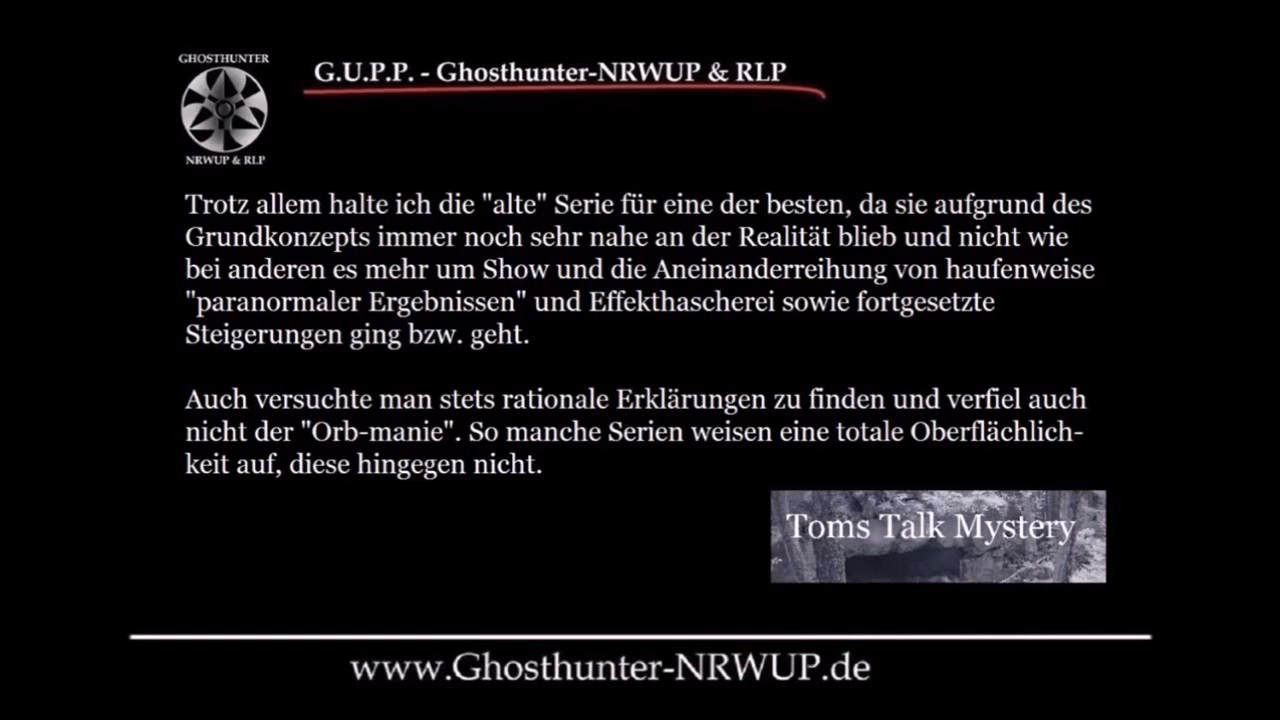 GHOSTHUNTER
NRWUP & RLP
G.U.P.P. - Ghosthunter-NRWUP & RLP
Trotz allem halte ich die "alte" Serie für eine der besten, da sie aufgrund des
Grundkonzepts immer noch sehr nahe an der Realität blieb und nicht wie
bei anderen es mehr um Show und die Aneinanderreihung von haufenweise
"paranormaler Ergebnissen" und Effekthascherei sowie fortgesetzte
Steigerungen ging bzw. geht.
Auch versuchte man stets rationale Erklärungen zu finden und verfiel auch
nicht der "Orb-manie". So manche Serien weisen eine totale Oberflächlich-
keit auf, diese hingegen nicht.
Toms Talk Mystery
www.Ghosthunter-NRWUP.de